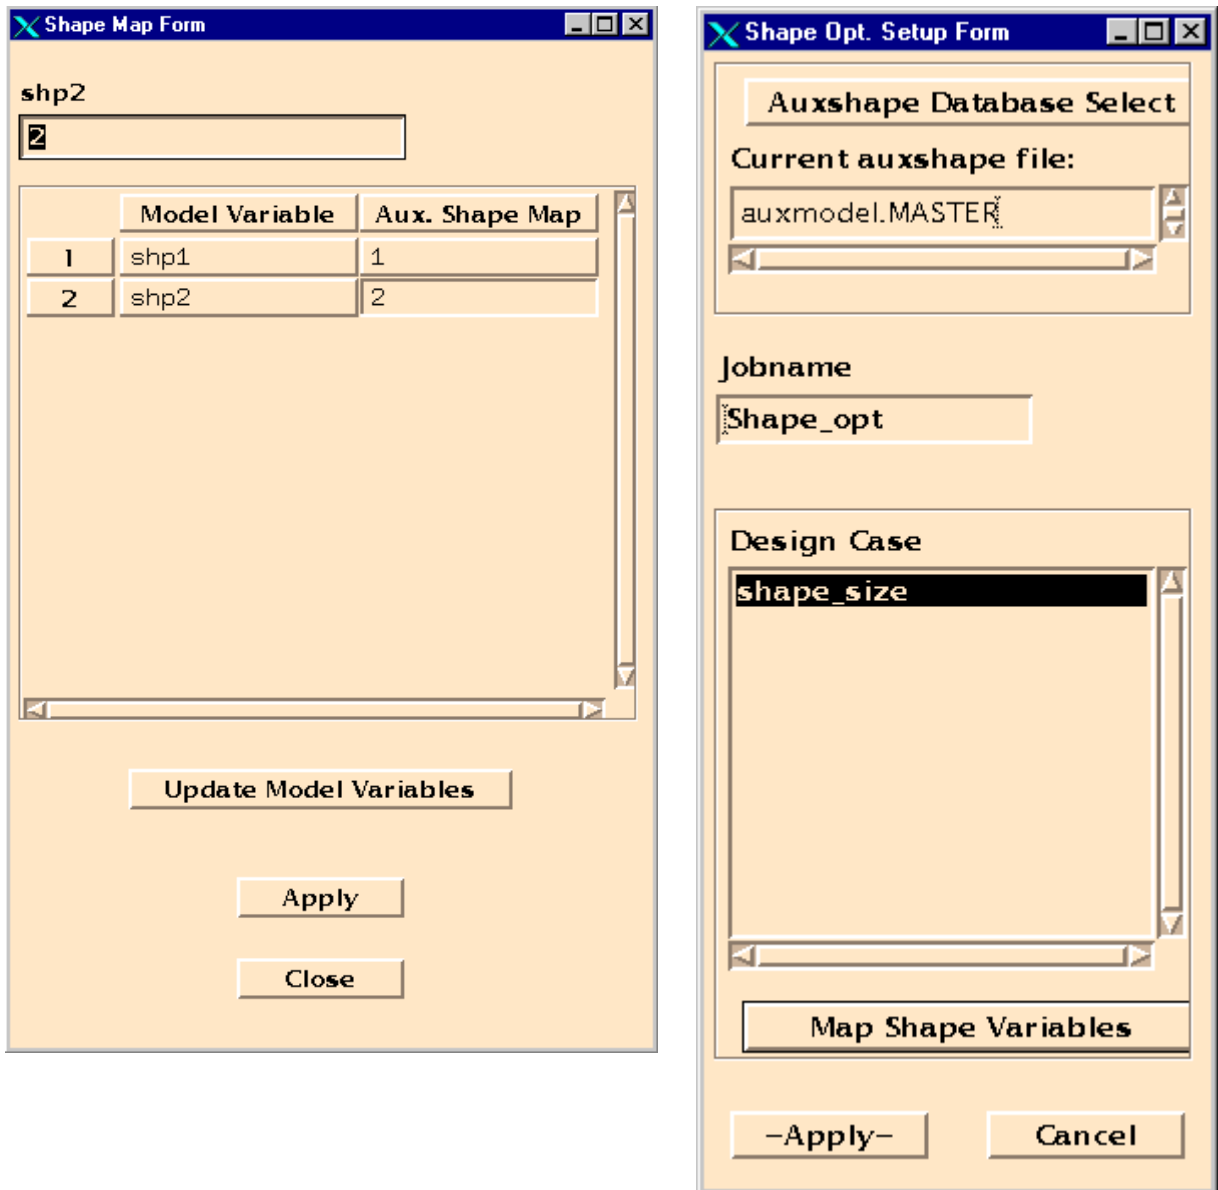 Shape Map Form
shp2
2
Model Variable Aux. Shape Map
1 shp1 1
2 shp2 2
Update Model Variables
Apply
Close
Shape Opt. Setup Form
Auxshape Database Select
Current auxshape file:
auxmodel.MASTER
Jobname
Shape_opt
Design Case
shape_size
Map Shape Variables
-Apply- Cancel